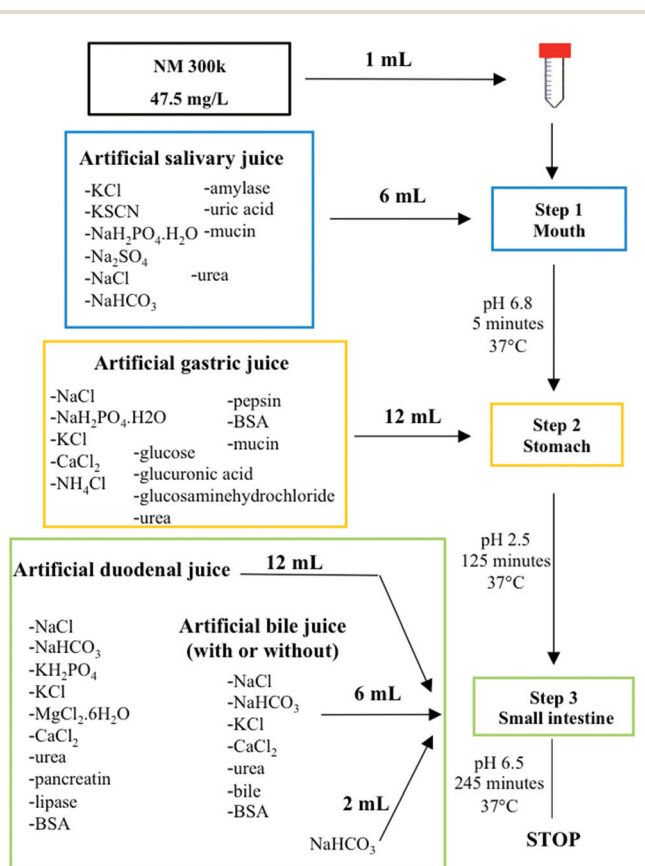 NM 300k
47.5 mg/L
1 mL
Artificial salivary juice
-KCl
-KSCN
-NaH₂PO₄.H₂O
-Na₂SO₄
-NaCl
-NaHCO₃
-amylase
-uric acid
-mucin
-urea
6 mL
Step 1
Mouth
pH 6.8
5 minutes
37°C
Artificial gastric juice
-NaCl
-NaH₂PO₄.H2O
-KCl
-CaCl₂
-NH₄Cl
-pepsin
-BSA
-mucin
-glucose
-glucuronic acid
-glucosaminehydrochloride
-urea
12 mL
Step 2
Stomach
pH 2.5
125 minutes
37°C
Artificial duodenal juice
12 mL
-NaCl
-NaHCO₃
-KH₂PO₄
-KCl
-MgCl₂.6H₂O
-CaCl₂
-urea
-pancreatin
-lipase
-BSA
Artificial bile juice
(with or without)
-NaCl
-NaHCO₃
-KCl
-CaCl₂
-urea
-bile
-BSA
6 mL
2 mL
NaHCO₃
Step 3
Small intestine
pH 6.5
245 minutes
37°C
STOP